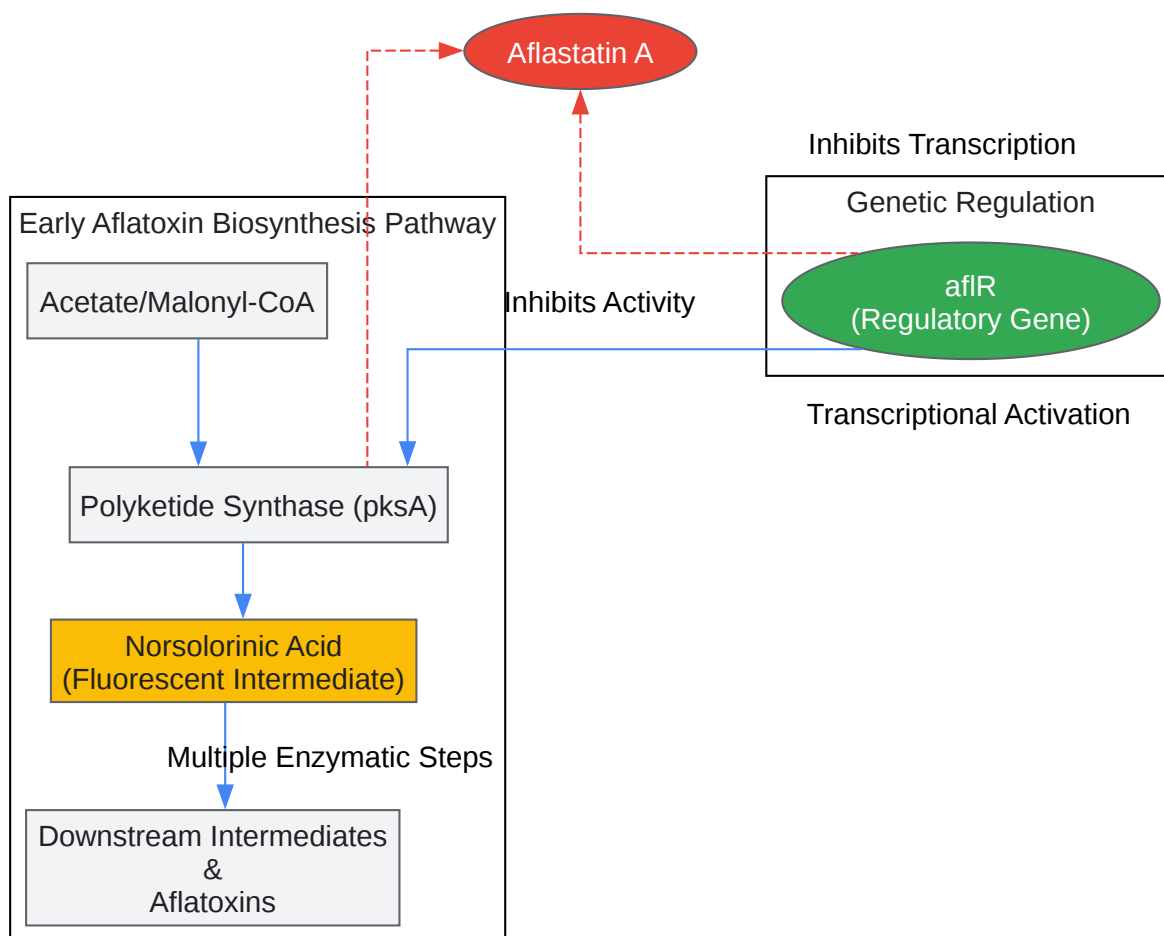 Aflastatin A
Inhibits Transcription
Genetic Regulation
Early Aflatoxin Biosynthesis Pathway
Acetate/Malonyl-CoA
Inhibits Activity
aflR
(Regulatory Gene)
Transcriptional Activation
Polyketide Synthase (pksA)
Norsolorinic Acid
(Fluorescent Intermediate)
Multiple Enzymatic Steps
Downstream Intermediates
&
Aflatoxins